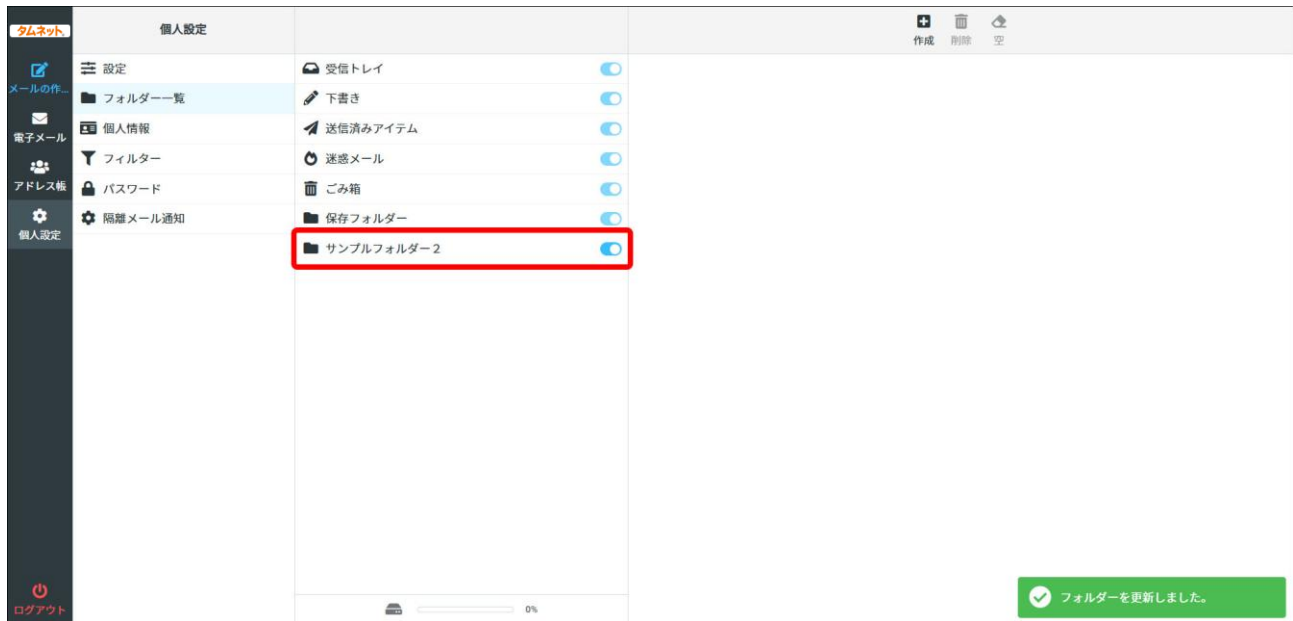 タムネット
メールの作…
電子メール
アドレス帳
個人設定
ログアウト
個人設定
設定
フォルダー一覧
個人情報
フィルター
パスワード
隔離メール通知
受信トレイ
下書き
送信済みアイテム
迷惑メール
ごみ箱
保存フォルダー
サンプルフォルダー２
0%
作成 削除 空
フォルダーを更新しました。